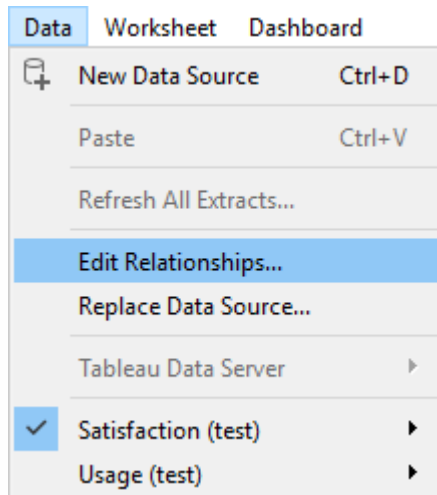 Data Worksheet Dashboard
New Data Source Ctrl+D
Paste Ctrl+V
Refresh All Extracts...
Edit Relationships...
Replace Data Source...
Tableau Data Server
Satisfaction (test)
Usage (test)